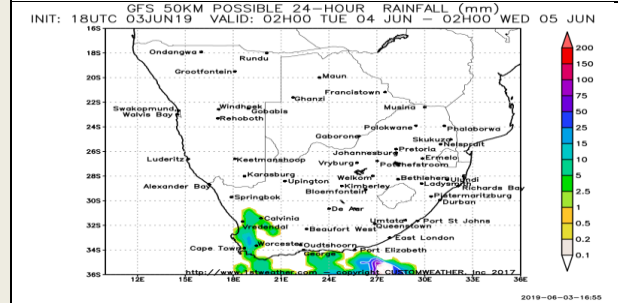 GFS 50KM POSSIBLE 24-HOUR RAINFALL (mm)
INIT: 18UTC 03JUN19 VALID: 02H00 TUE 04 JUN - 02H00 WED 05 JUN
16S
18S
20S
22S
24S
26S
28S
30S
32S
34S
36S
Ondangwa
Rundu
Grootfontein
Maun
Francistown
Ghanzi
Musina
Swakopmund
Windhoek
Gobabis
Walvis Bay
Rehoboth
Polokwane
Phalaborwa
Gaborone
Skukuza
Nelspruit
Johannesburg
Pretoria
Luderitz
Keetmanshoop
Vryburg
Potchefstroom
Ermelo
Karasburg
Upington
Welkom
Bethlehem
Ulundi
Alexander Bay
Kimberley
Ladysmith
Richards Bay
Springbok
Bloemfontein
Pietermaritzburg
Durban
De Aar
Calvinia
Umtata
Port St Johns
Vredendal
Beaufort West
Queenstown
East London
Cape Town
Worcester
Oudtshoorn
George
Port Elizabeth
http://www.1stweather.com - copyright CUSTOMWEATHER, Inc 2017
12E 15E 18E 21E 24E 27E 30E 33E 36E
200
150
100
75
50
25
20
15
10
5
2.5
1
0.5
0.2
0.1
2019-06-03-16:55